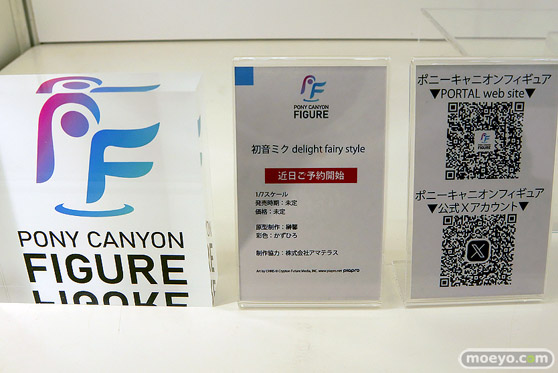 PONY CANYON
FIGURE
PONY CANYON
FIGURE
初音ミク delight fairy style
近日ご予約開始
1/7スケール
発売時期：未定
価格：未定
原型制作：榊馨
彩色：かずひろ
制作協力：株式会社アマテラス
ポニーキャニオンフィギュア
▼PORTAL web site▼
ポニーキャニオンフィギュア
▼公式Xアカウント▼
moeyo.com